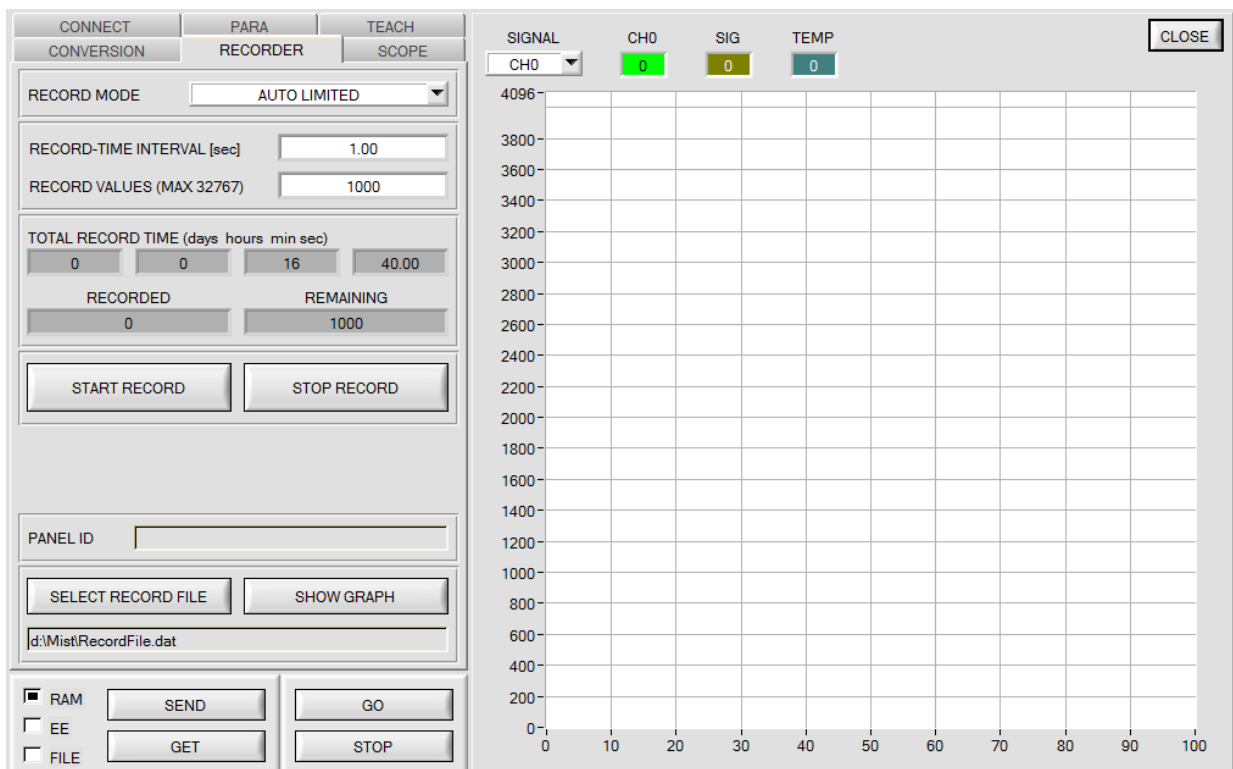 CONNECT PARA TEACH
CONVERSION RECORDER SCOPE
RECORD MODE AUTO LIMITED
RECORD-TIME INTERVAL [sec] 1.00
RECORD VALUES (MAX 32767) 1000
TOTAL RECORD TIME (days hours min sec)
0 0 16 40.00
RECORDED REMAINING
0 1000
START RECORD STOP RECORD
PANEL ID
SELECT RECORD FILE SHOW GRAPH
d:\Mist\RecordFile.dat
RAM
EE
FILE
SEND GO
GET STOP
SIGNAL CH0 SIG TEMP CLOSE
CH0 0 0 0
4096
3800
3600
3400
3200
3000
2800
2600
2400
2200
2000
1800
1600
1400
1200
1000
800
600
400
200
0
0 10 20 30 40 50 60 70 80 90 100